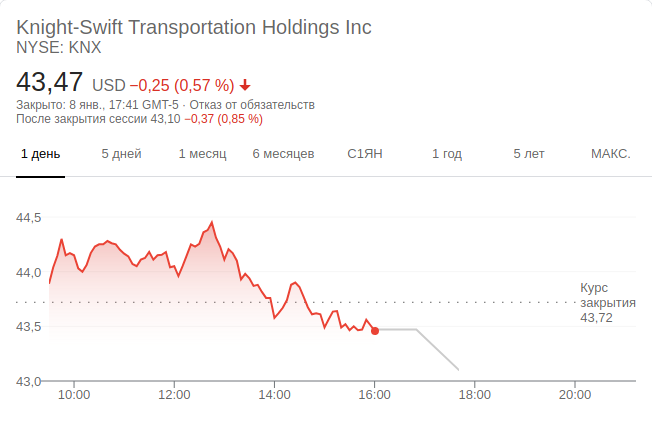 Knight-Swift Transportation Holdings Inc
NYSE: KNX
43,47 USD −0,25 (0,57 %)
Закрыто: 8 янв., 17:41 GMT-5 · Отказ от обязательств
После закрытия сессии 43,10 −0,37 (0,85 %)
1 день 5 дней 1 месяц 6 месяцев С1ЯН 1 год 5 лет МАКС.
44,5
44,0
Курс
закрытия
43,72
43,5
43,0
10:00 12:00 14:00 16:00 18:00 20:00